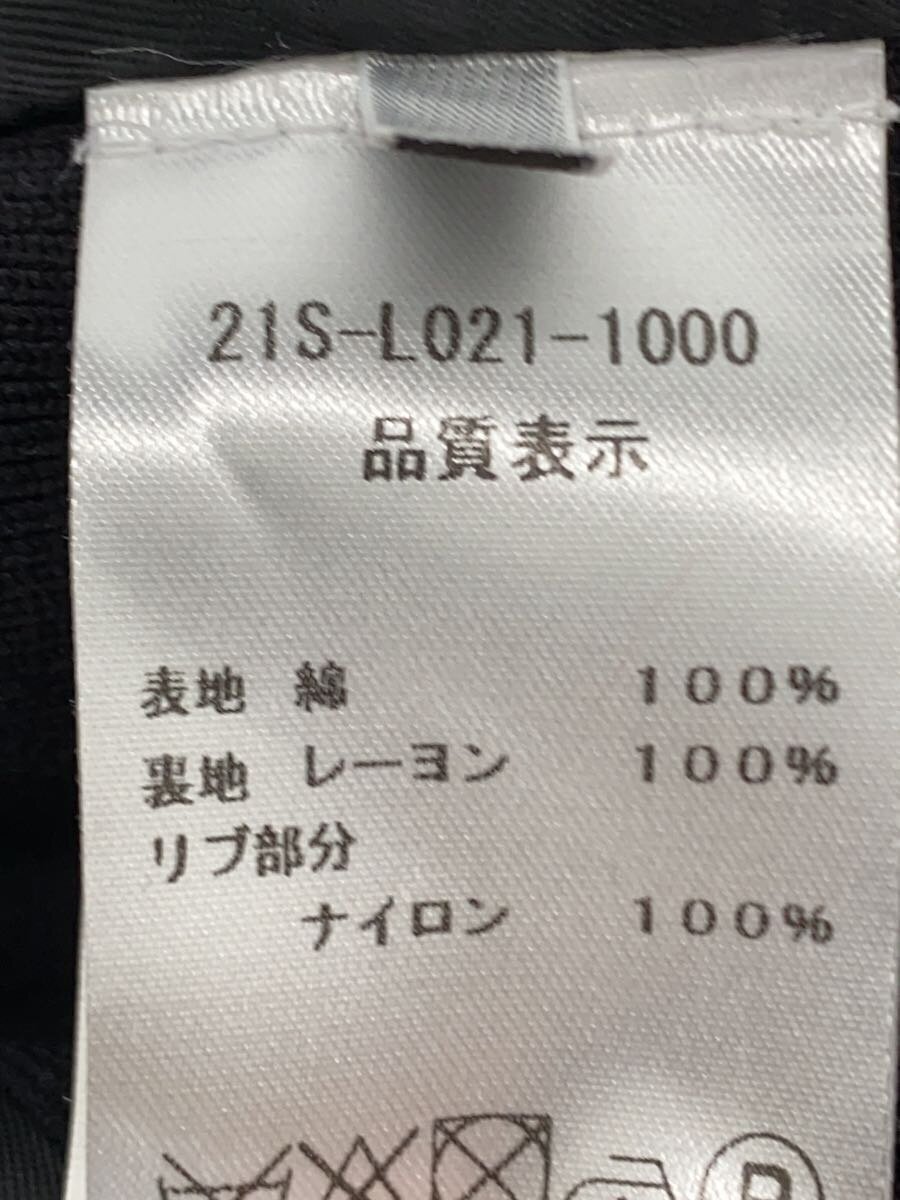 21S-L021-1000
品質表示
表地 綿 100%
裏地 レーヨン 100%
リブ部分
ナイロン 100%